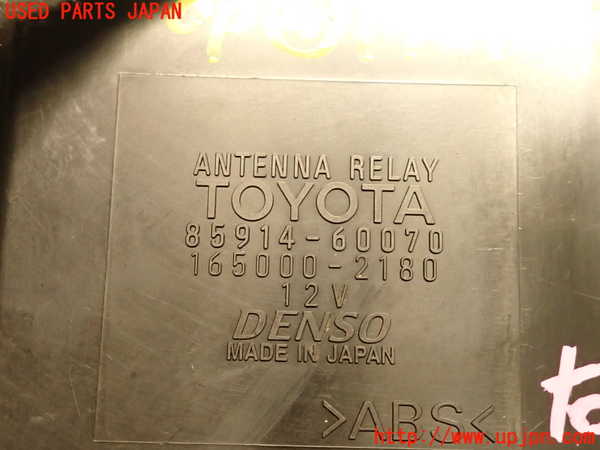 USED PARTS JAPAN
ANTENNA RELAY
TOYOTA
85914-60070
165000-2180
12V
DENSO
MADE IN JAPAN
>ABS<
http://www.upjpn.com/